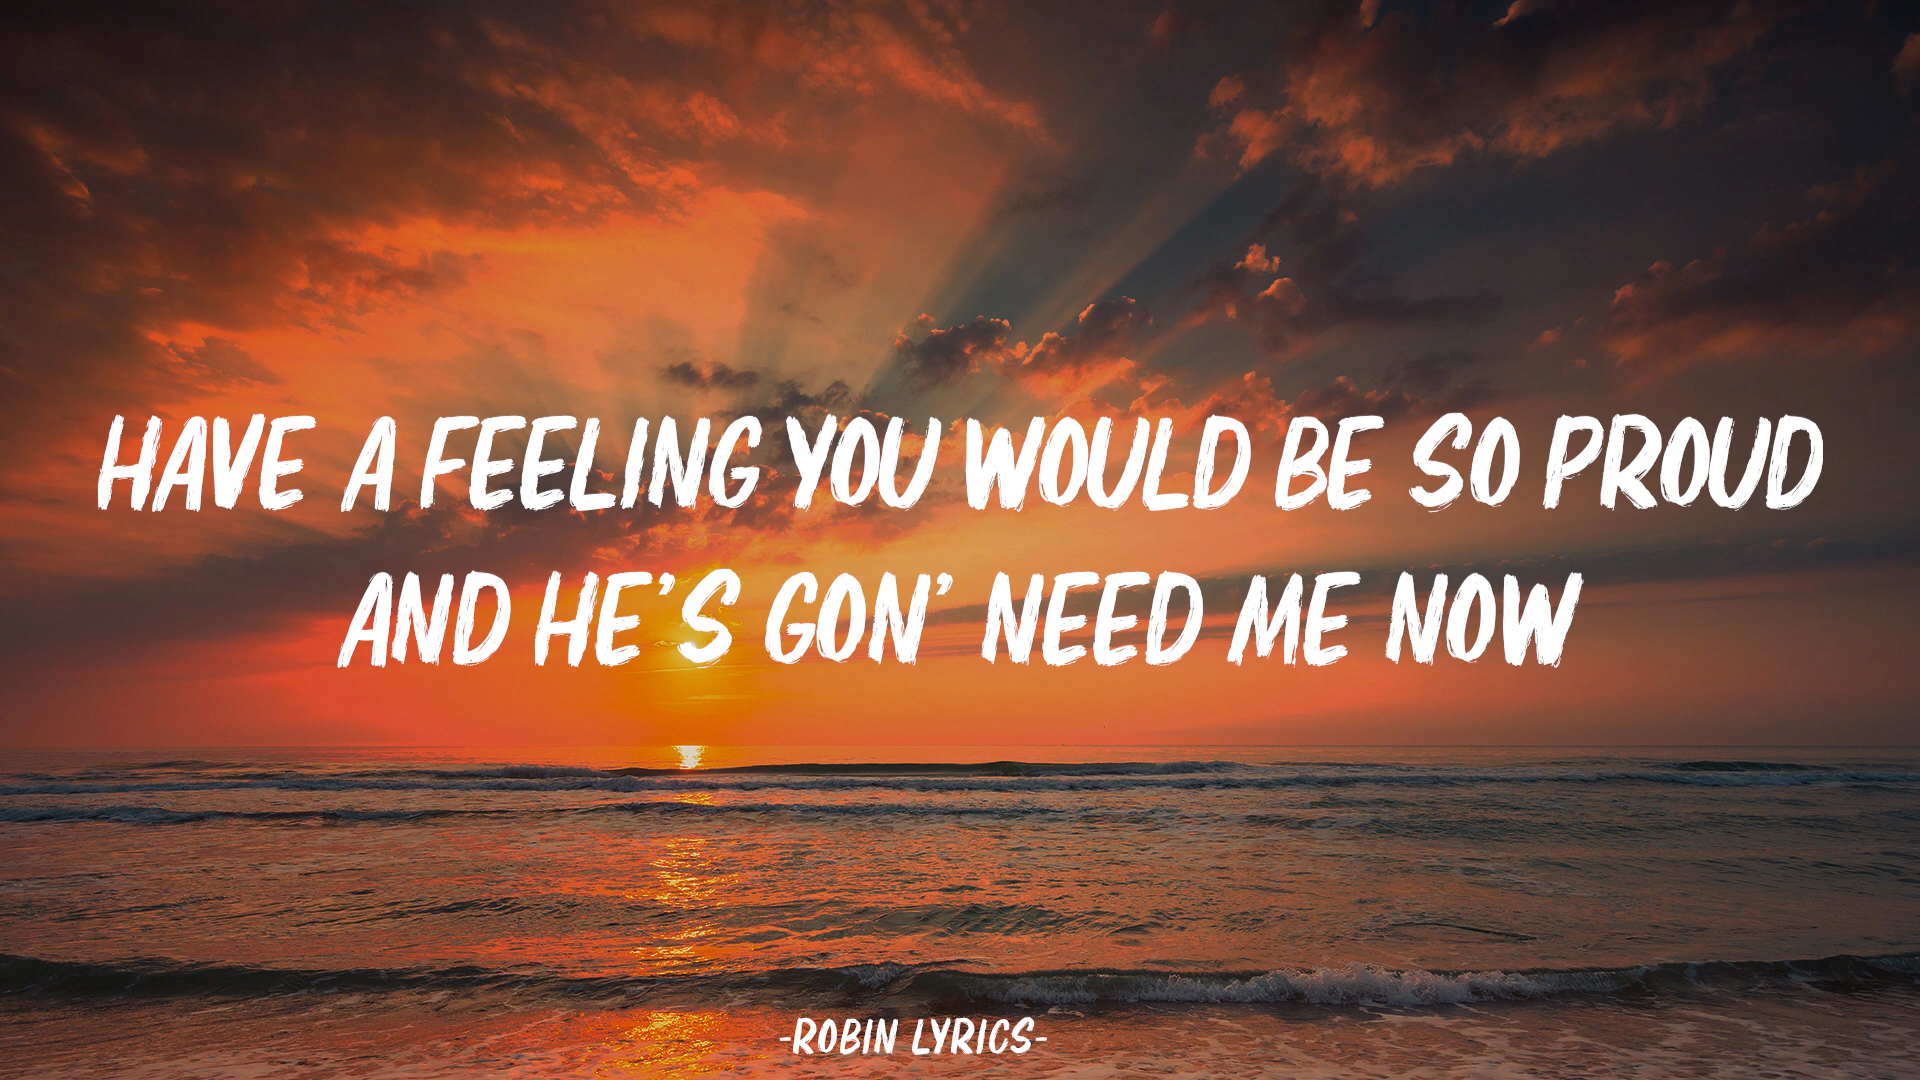 HAVE A FEELING YOU WOULD BE SO PROUD
AND HE'S GON' NEED ME NOW
-ROBIN LYRICS-